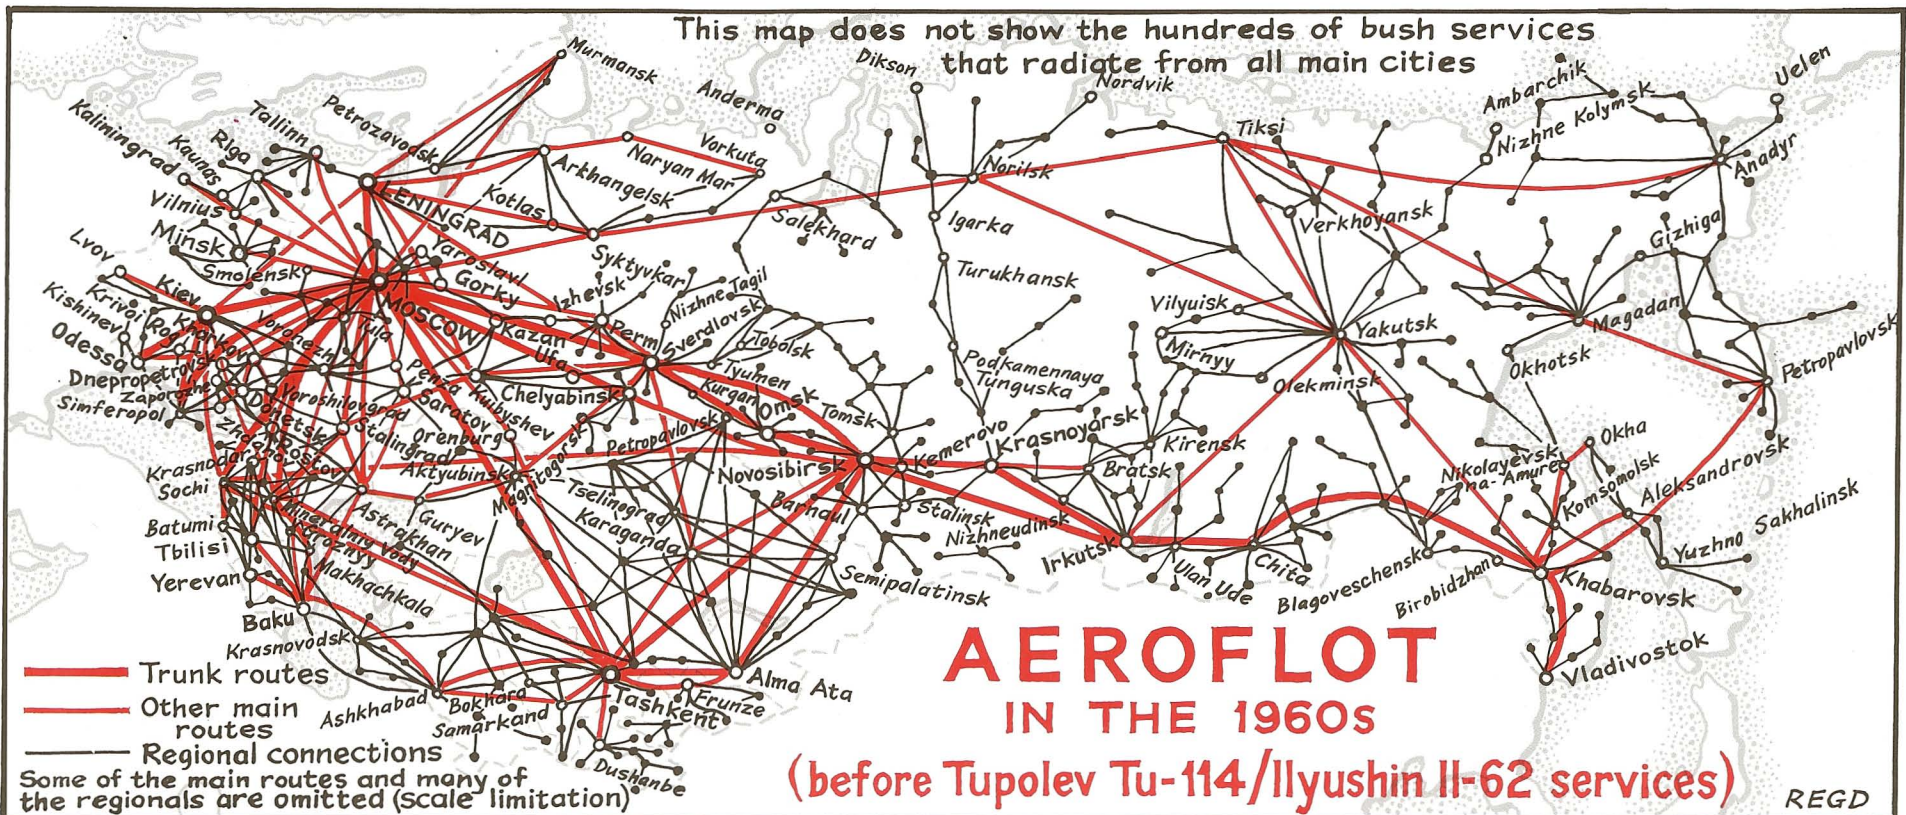 This map does not show the hundreds of bush services
that radiate from all main cities
Murmansk
Dikson
Nordvik
Anderma
Ambarchik
Uelen
Nizhne Kolymsk
Kaliningrad
Kaunas
Riga
Tallinn
Petrozavodsk
Arkhangelsk
Naryan Mar
Vorkuta
Norilsk
Tiksi
Anadyr
Vilnius
LENINGRAD
Kotlas
Salekhard
Igarka
Verkhoyansk
Gizhiga
Minsk
Smolensk
Yaroslavl
Gorky
Syktyvkar
Turukhansk
Lvov
Kiev
Kishinev
Krivoi Rog
Kharkov
Voronezh
Tula
MOSCOW
Kazan
Izhevsk
Perm
Nizhne Tagil
Sverdlovsk
Tobolsk
Vilyuisk
Mirnyy
Yakutsk
Magadan
Okhotsk
Petropavlovsk
Odessa
Dnepropetrovsk
Zaporozhe
Simferopol
Donetsk
Zhdanov
Rostov
Voroshilovgrad
Stalingrad
Penza
Saratov
Kuibyshev
Ufa
Chelyabinsk
Kurgan
Tyumen
Omsk
Tomsk
Podkamennaya
Tunguska
Olekminsk
Krasnodar
Sochi
Orenburg
Aktyubinsk
Magnitogorsk
Petropavlovsk
Novosibirsk
Kemerovo
Krasnoyarsk
Bratsk
Kirensk
Okha
Nikolayevsk
na-Amure
Komsomolsk
Aleksandrovsk
Yuzhno Sakhalinsk
Batumi
Tbilisi
Yerevan
Mineralniy Vody
Groznyy
Makhachkala
Astrakhan
Guryev
Tselinograd
Karaganda
Barnaul
Stalinsk
Nizhneudinsk
Irkutsk
Ulan Ude
Chita
Blagoveschensk
Birobidzhan
Khabarovsk
Vladivostok
Semipalatinsk
Baku
Krasnovodsk
Ashkhabad
Bokhara
Samarkand
Tashkent
Frunze
Alma Ata
Dushanbe
Trunk routes
Other main
routes
Regional connections
Some of the main routes and many of
the regionals are omitted (scale limitation)
AEROFLOT
IN THE 1960s
(before Tupolev Tu-114/Ilyushin Il-62 services)
REGD